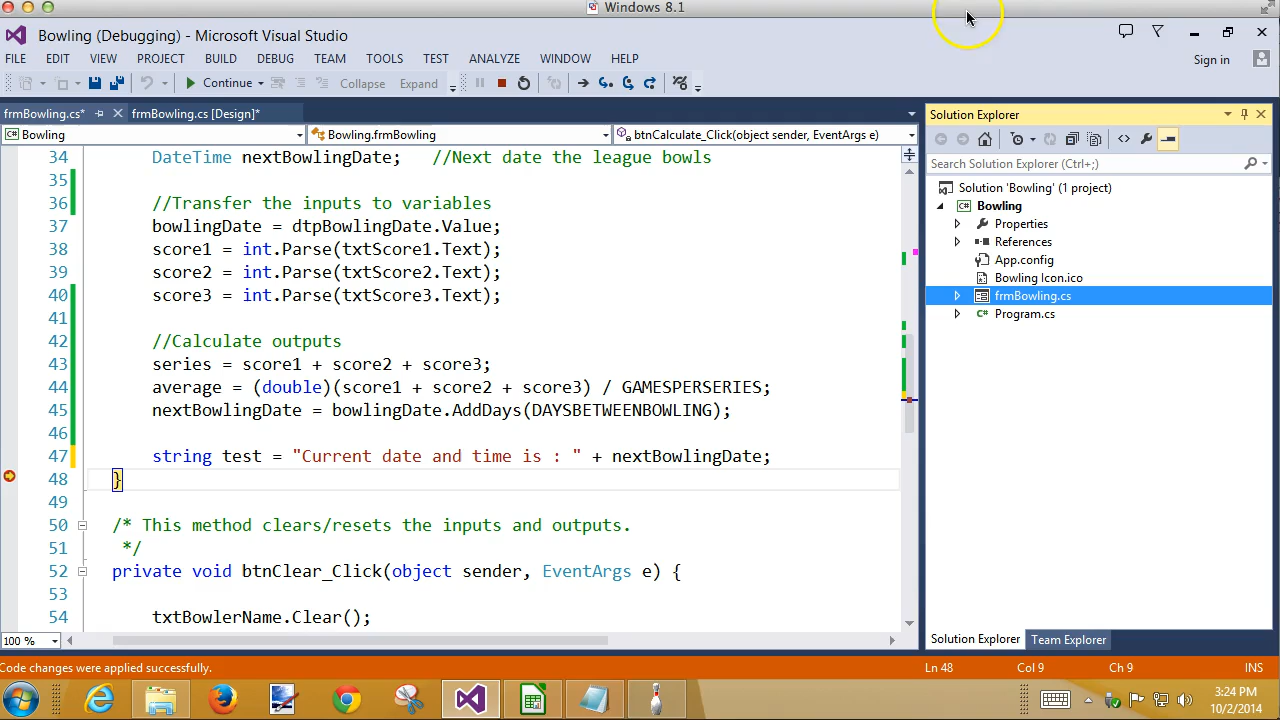 Windows 8.1
Bowling (Debugging) - Microsoft Visual Studio
FILE EDIT VIEW PROJECT BUILD DEBUG TEAM TOOLS TEST ANALYZE WINDOW HELP Sign in
Continue Collapse Expand
frmBowling.cs* frmBowling.cs [Design]*
Bowling Bowling.frmBowling btnCalculate_Click(object sender, EventArgs e)
34 DateTime nextBowlingDate; //Next date the league bowls
35
36 //Transfer the inputs to variables
37 bowlingDate = dtpBowlingDate.Value;
38 score1 = int.Parse(txtScore1.Text);
39 score2 = int.Parse(txtScore2.Text);
40 score3 = int.Parse(txtScore3.Text);
41
42 //Calculate outputs
43 series = score1 + score2 + score3;
44 average = (double)(score1 + score2 + score3) / GAMESPERSERIES;
45 nextBowlingDate = bowlingDate.AddDays(DAYSBETWEENBOWLING);
46
47 string test = "Current date and time is : " + nextBowlingDate;
48 }
49
50 /* This method clears/resets the inputs and outputs.
51 */
52 private void btnClear_Click(object sender, EventArgs e) {
53
54 txtBowlerName.Clear();
100 %
Solution Explorer
Search Solution Explorer (Ctrl+;)
Solution 'Bowling' (1 project)
Bowling
Properties
References
App.config
Bowling Icon.ico
frmBowling.cs
Program.cs
Solution Explorer Team Explorer
Code changes were applied successfully. Ln 48 Col 9 Ch 9 INS
3:24 PM
10/2/2014